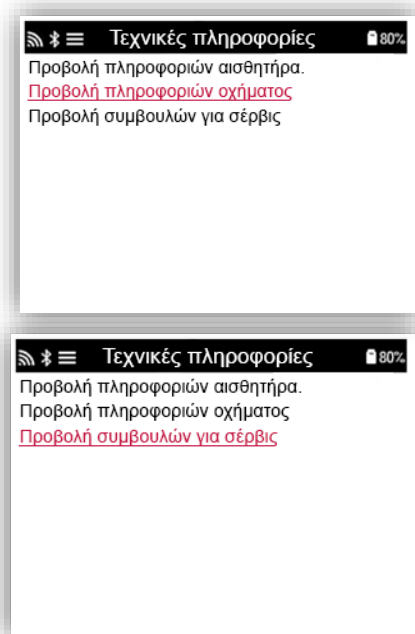 Τεχνικές πληροφορίες 80%
Προβολή πληροφοριών αισθητήρα.
Προβολή πληροφοριών οχήματος
Προβολή συμβουλών για σέρβις
Τεχνικές πληροφορίες 80%
Προβολή πληροφοριών αισθητήρα.
Προβολή πληροφοριών οχήματος
Προβολή συμβουλών για σέρβις